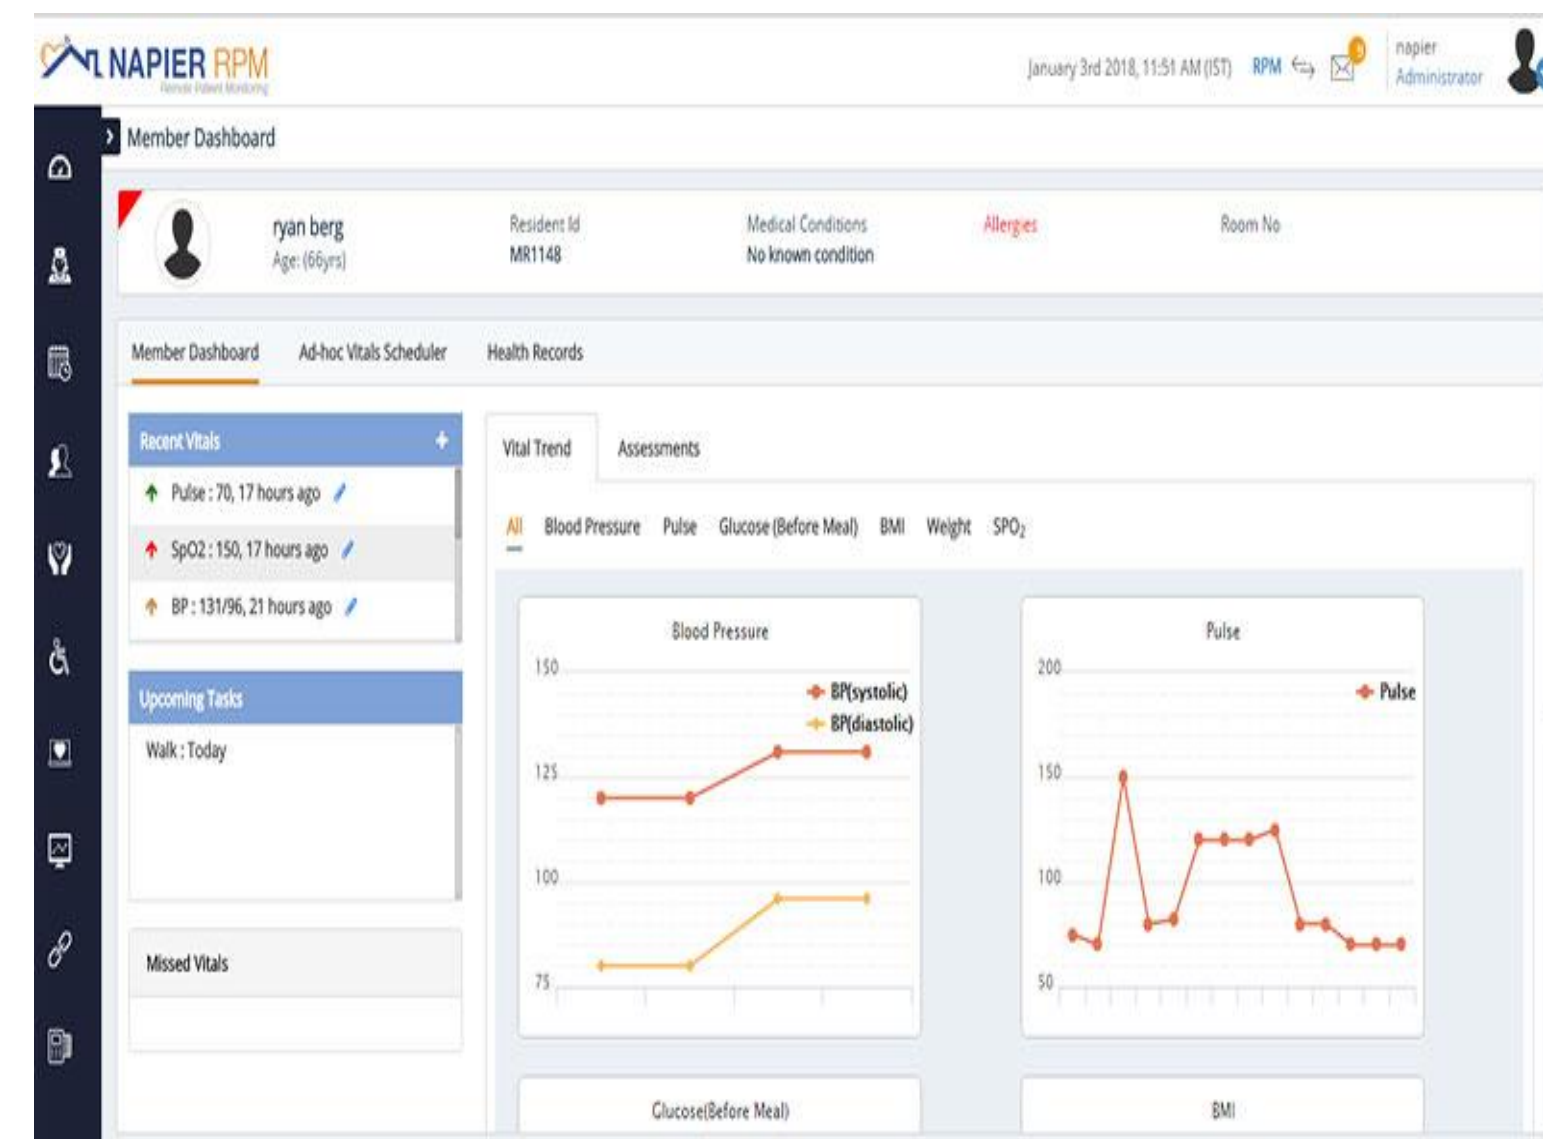 NAPIER RPM
Remote Patient Monitoring
January 3rd 2018, 11:51 AM (IST)
RPM
napier
Administrator
Member Dashboard
ryan berg
Age: (66yrs)
Resident Id
MR1148
Medical Conditions
No known condition
Allergies
Room No
Member Dashboard
Ad-hoc Vitals Scheduler
Health Records
Recent Vitals
Pulse : 70, 17 hours ago
SpO2 : 150, 17 hours ago
BP : 131/96, 21 hours ago
Upcoming Tasks
Walk : Today
Missed Vitals
Vital Trend
Assessments
All
Blood Pressure
Pulse
Glucose (Before Meal)
BMI
Weight
SPO2
Blood Pressure
150
125
100
75
BP(systolic)
BP(diastolic)
Pulse
200
150
100
50
Pulse
Glucose(Before Meal)
BMI